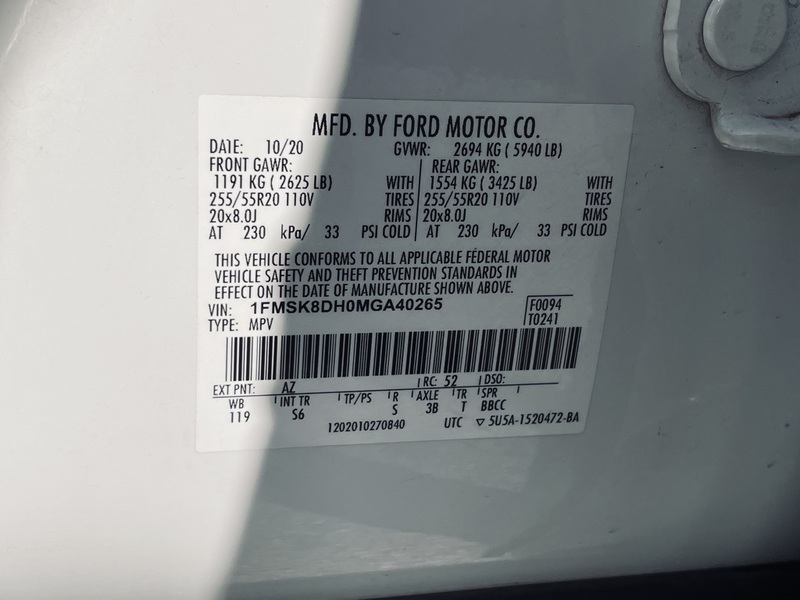 MFD. BY FORD MOTOR CO.
DATE: 10/20 GVWR: 2694 KG ( 5940 LB)
FRONT GAWR: REAR GAWR:
1191 KG ( 2625 LB) WITH 1554 KG ( 3425 LB) WITH
255/55R20 110V TIRES 255/55R20 110V TIRES
20x8.0J RIMS 20x8.0J RIMS
AT 230 kPa/ 33 PSI COLD AT 230 kPa/ 33 PSI COLD
THIS VEHICLE CONFORMS TO ALL APPLICABLE FEDERAL MOTOR
VEHICLE SAFETY AND THEFT PREVENTION STANDARDS IN
EFFECT ON THE DATE OF MANUFACTURE SHOWN ABOVE.
VIN: 1FMSK8DH0MGA40265 F0094
TYPE: MPV T0241
EXT PNT: AZ RC: 52 DSO:
WB INT TR TP/PS R AXLE TR SPR
119 S6 S 3B T BBCC
1202010270840 UTC ▽ 5U5A-1520472-BA